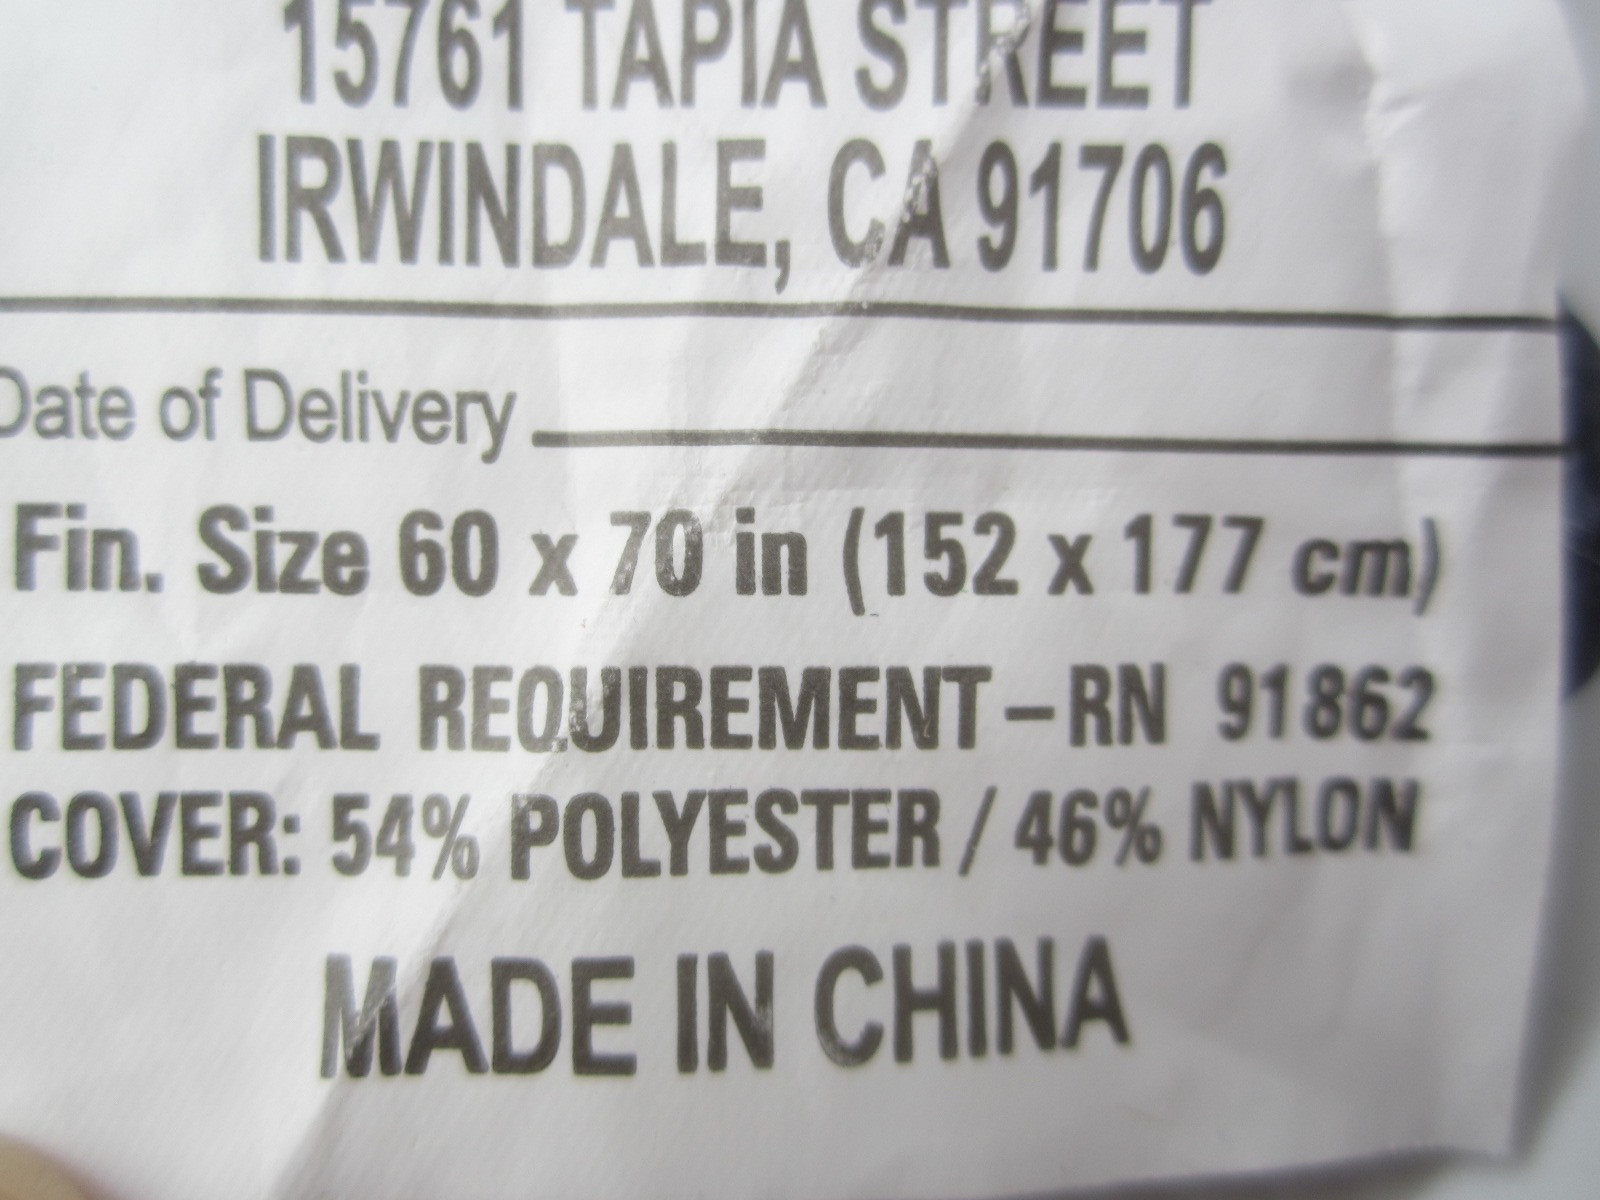 15761 TAPIA STREET
IRWINDALE, CA 91706
Date of Delivery
Fin. Size 60 x 70 in (152 x 177 cm)
FEDERAL REQUIREMENT – RN 91862
COVER: 54% POLYESTER / 46% NYLON
MADE IN CHINA